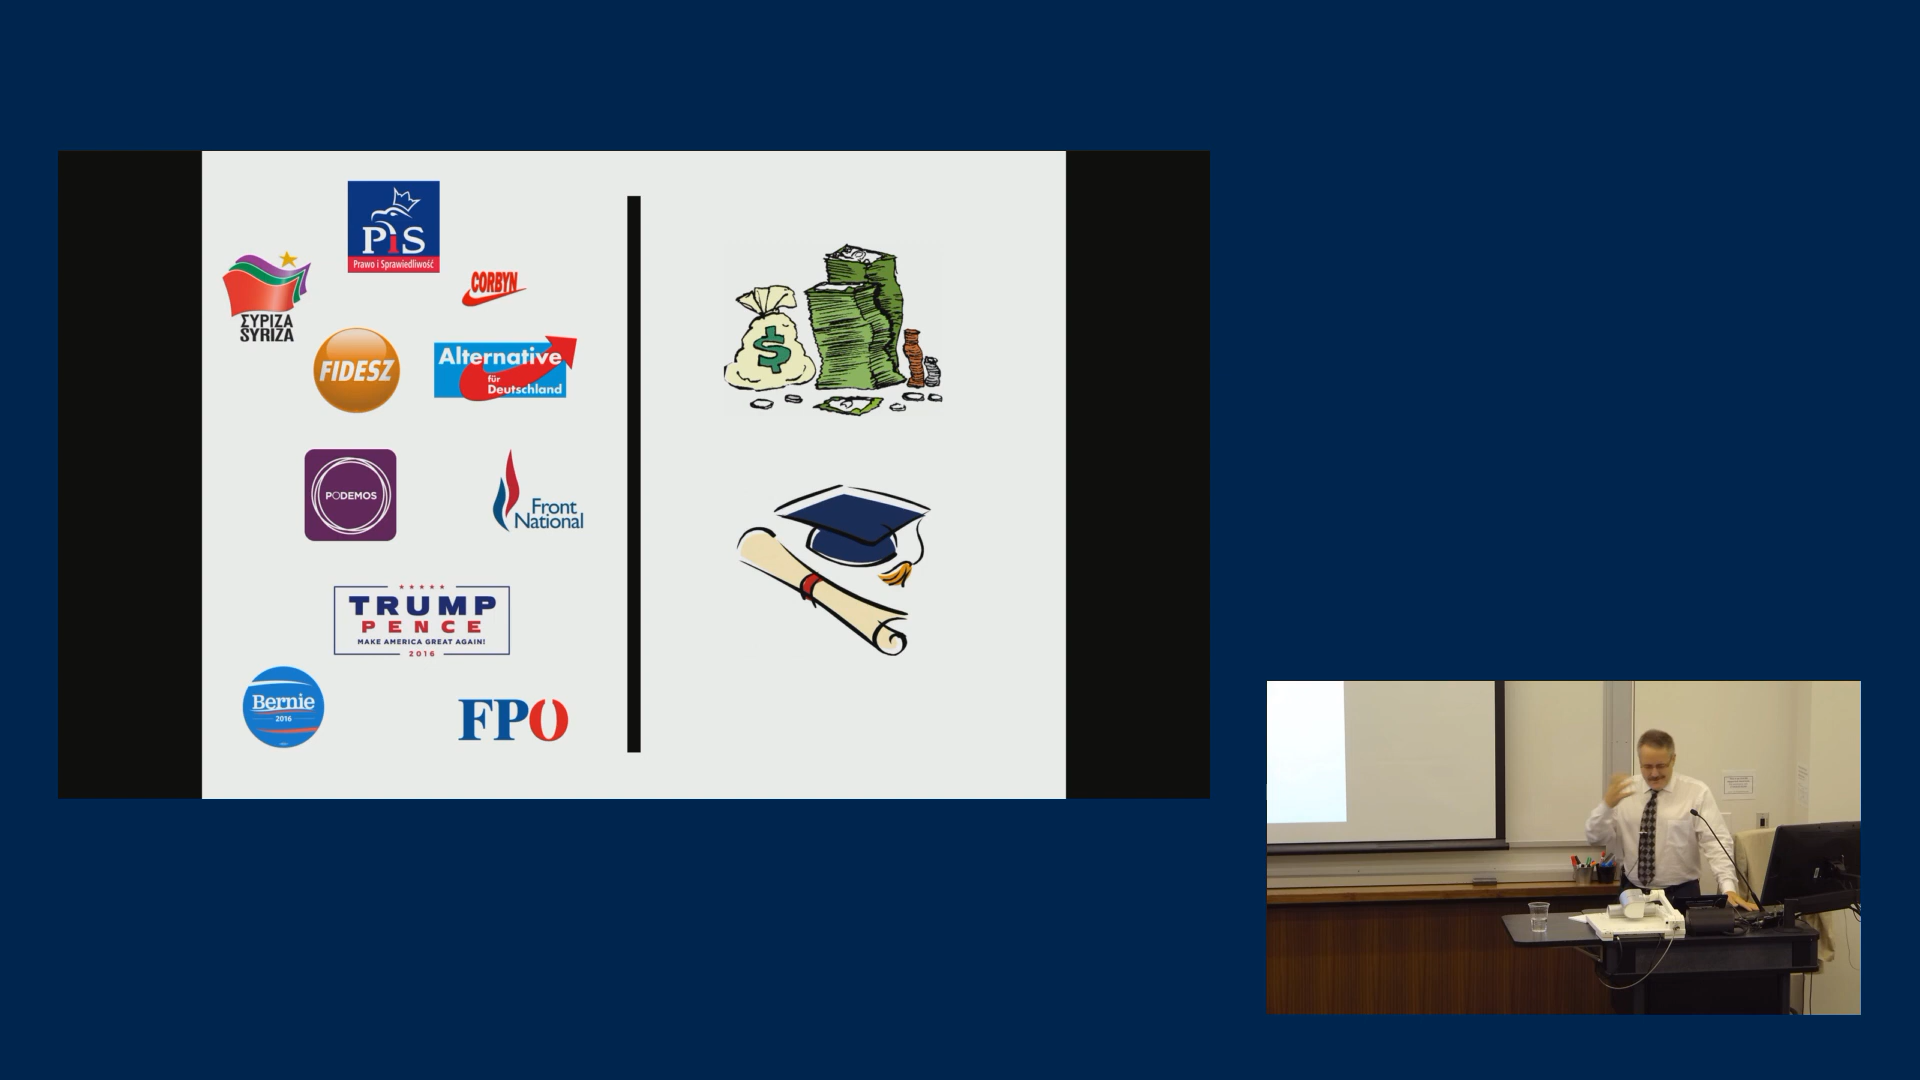 PiS
Prawo i Sprawiedliwość
ΣΥΡΙΖΑ
SYRIZA
CORBYN
FIDESZ
Alternative
für
Deutschland
PODEMOS
Front
National
TRUMP
PENCE
MAKE AMERICA GREAT AGAIN!
2016
Bernie
2016
FPO
$